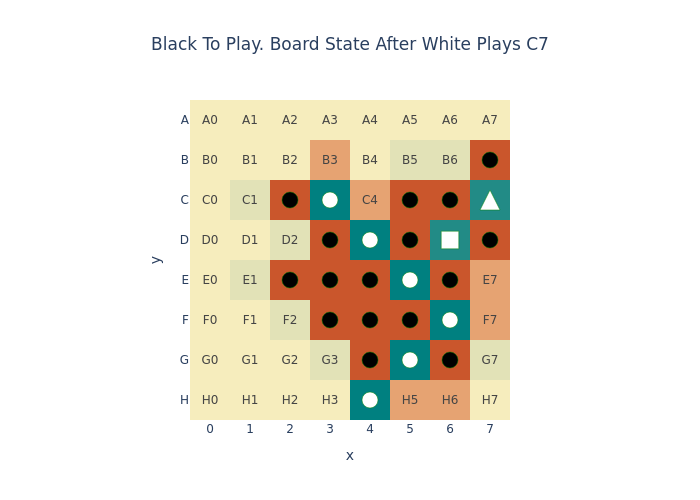 Black To Play. Board State After White Plays C7
A A0 A1 A2 A3 A4 A5 A6 A7
B B0 B1 B2 B3 B4 B5 B6
C C0 C1 C4
D D0 D1 D2
E E0 E1 E7
F F0 F1 F2 F7
G G0 G1 G2 G3 G7
H H0 H1 H2 H3 H5 H6 H7
0 1 2 3 4 5 6 7
x
y